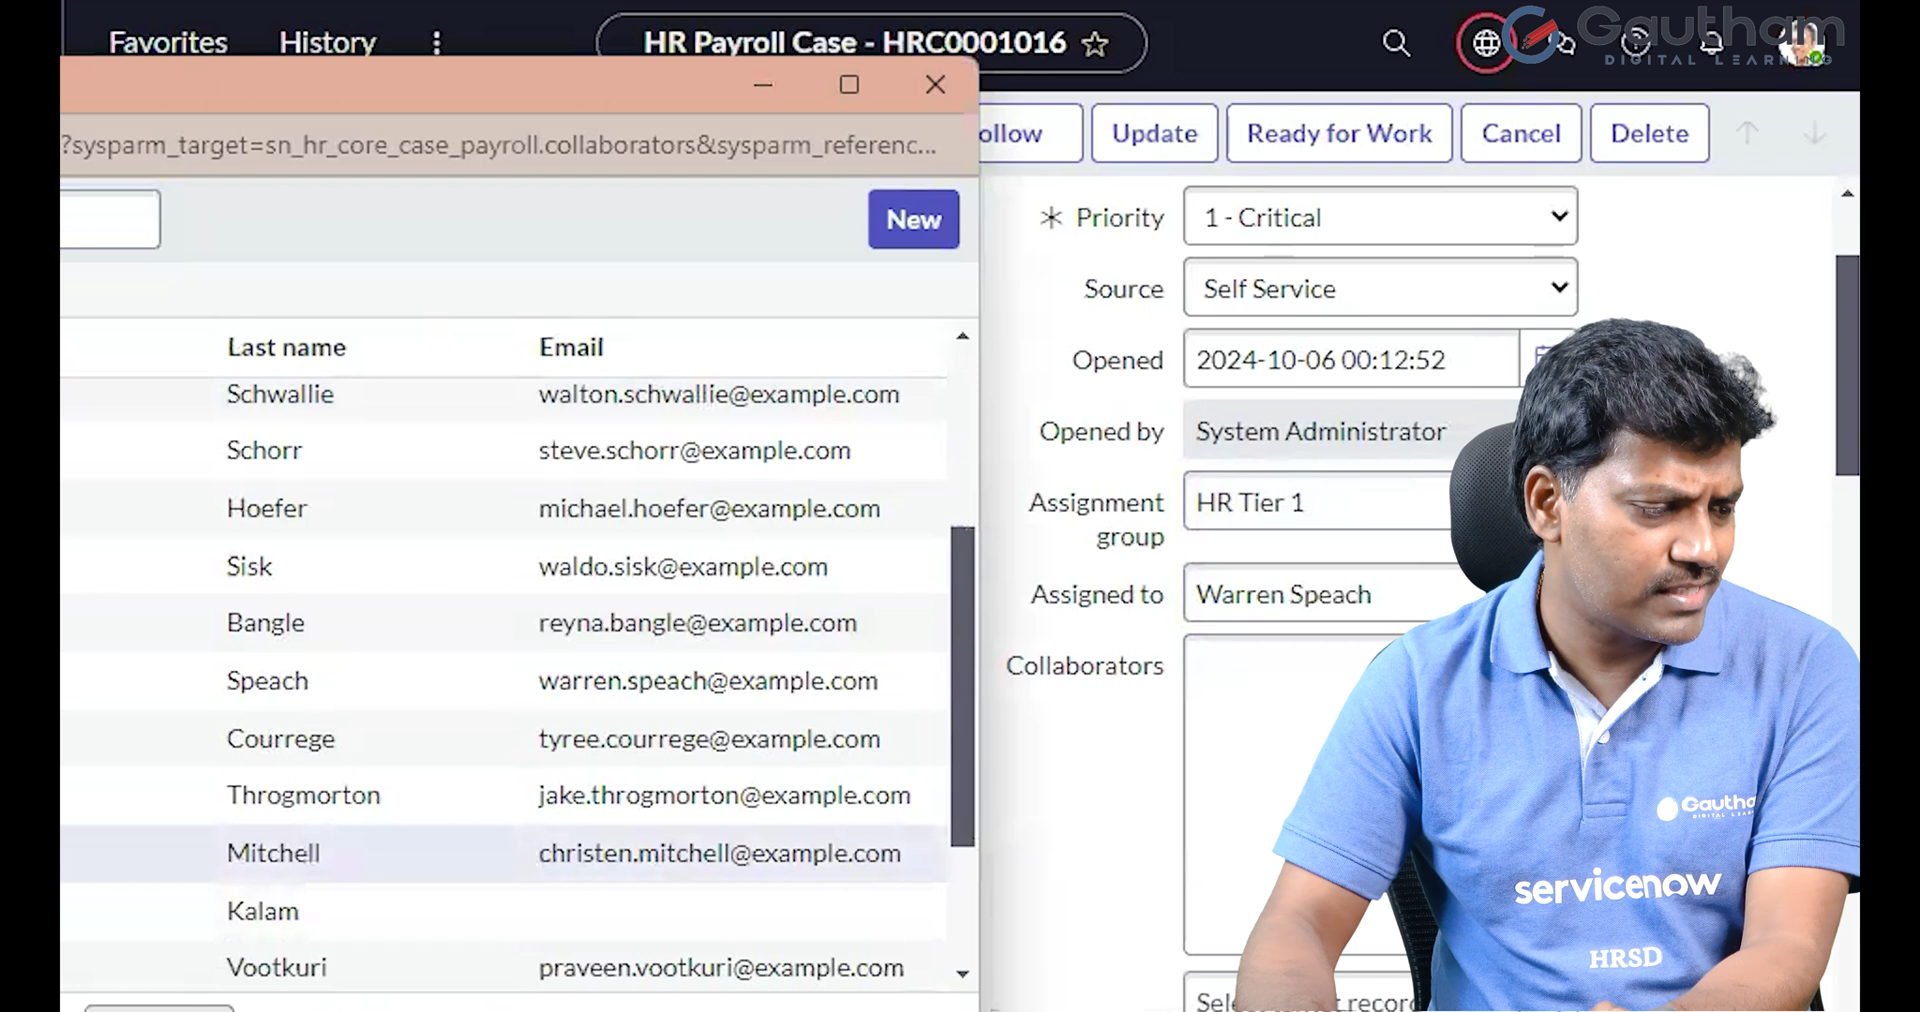 Favorites
History
HR Payroll Case - HRC0001016
Gautham
DIGITAL LEARNING
?sysparm_target=sn_hr_core_case_payroll.collaborators&sysparm_referenc...
ollow
Update
Ready for Work
Cancel
Delete
New
Last name
Email
Schwallie
walton.schwallie@example.com
Schorr
steve.schorr@example.com
Hoefer
michael.hoefer@example.com
Sisk
waldo.sisk@example.com
Bangle
reyna.bangle@example.com
Speach
warren.speach@example.com
Courrege
tyree.courrege@example.com
Throgmorton
jake.throgmorton@example.com
Mitchell
christen.mitchell@example.com
Kalam
Vootkuri
praveen.vootkuri@example.com
Priority
1 - Critical
Source
Self Service
Opened
2024-10-06 00:12:52
Opened by
System Administrator
Assignment
group
HR Tier 1
Assigned to
Warren Speach
Collaborators
Gautha
servicenow
HRSD